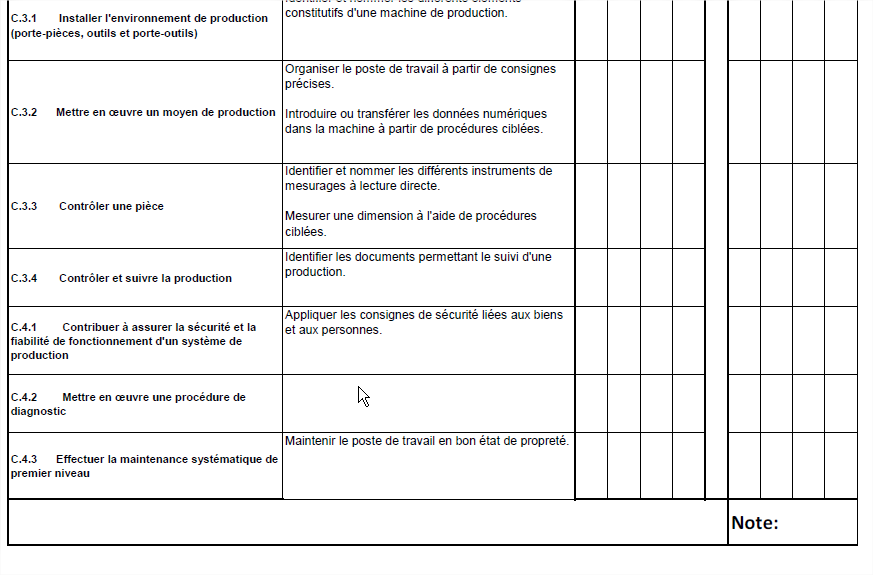 C.3.1 Installer l'environnement de production
(porte-pièces, outils et porte-outils)
Identifier et nommer les différents éléments
constitutifs d'une machine de production.
C.3.2 Mettre en œuvre un moyen de production
Organiser le poste de travail à partir de consignes
précises.
Introduire ou transférer les données numériques
dans la machine à partir de procédures ciblées.
C.3.3 Contrôler une pièce
Identifier et nommer les différents instruments de
mesurages à lecture directe.
Mesurer une dimension à l'aide de procédures
ciblées.
C.3.4 Contrôler et suivre la production
Identifier les documents permettant le suivi d'une
production.
C.4.1 Contribuer à assurer la sécurité et la
fiabilité de fonctionnement d'un système de
production
Appliquer les consignes de sécurité liées aux biens
et aux personnes.
C.4.2 Mettre en œuvre une procédure de
diagnostic
C.4.3 Effectuer la maintenance systématique de
premier niveau
Maintenir le poste de travail en bon état de propreté.
Note: